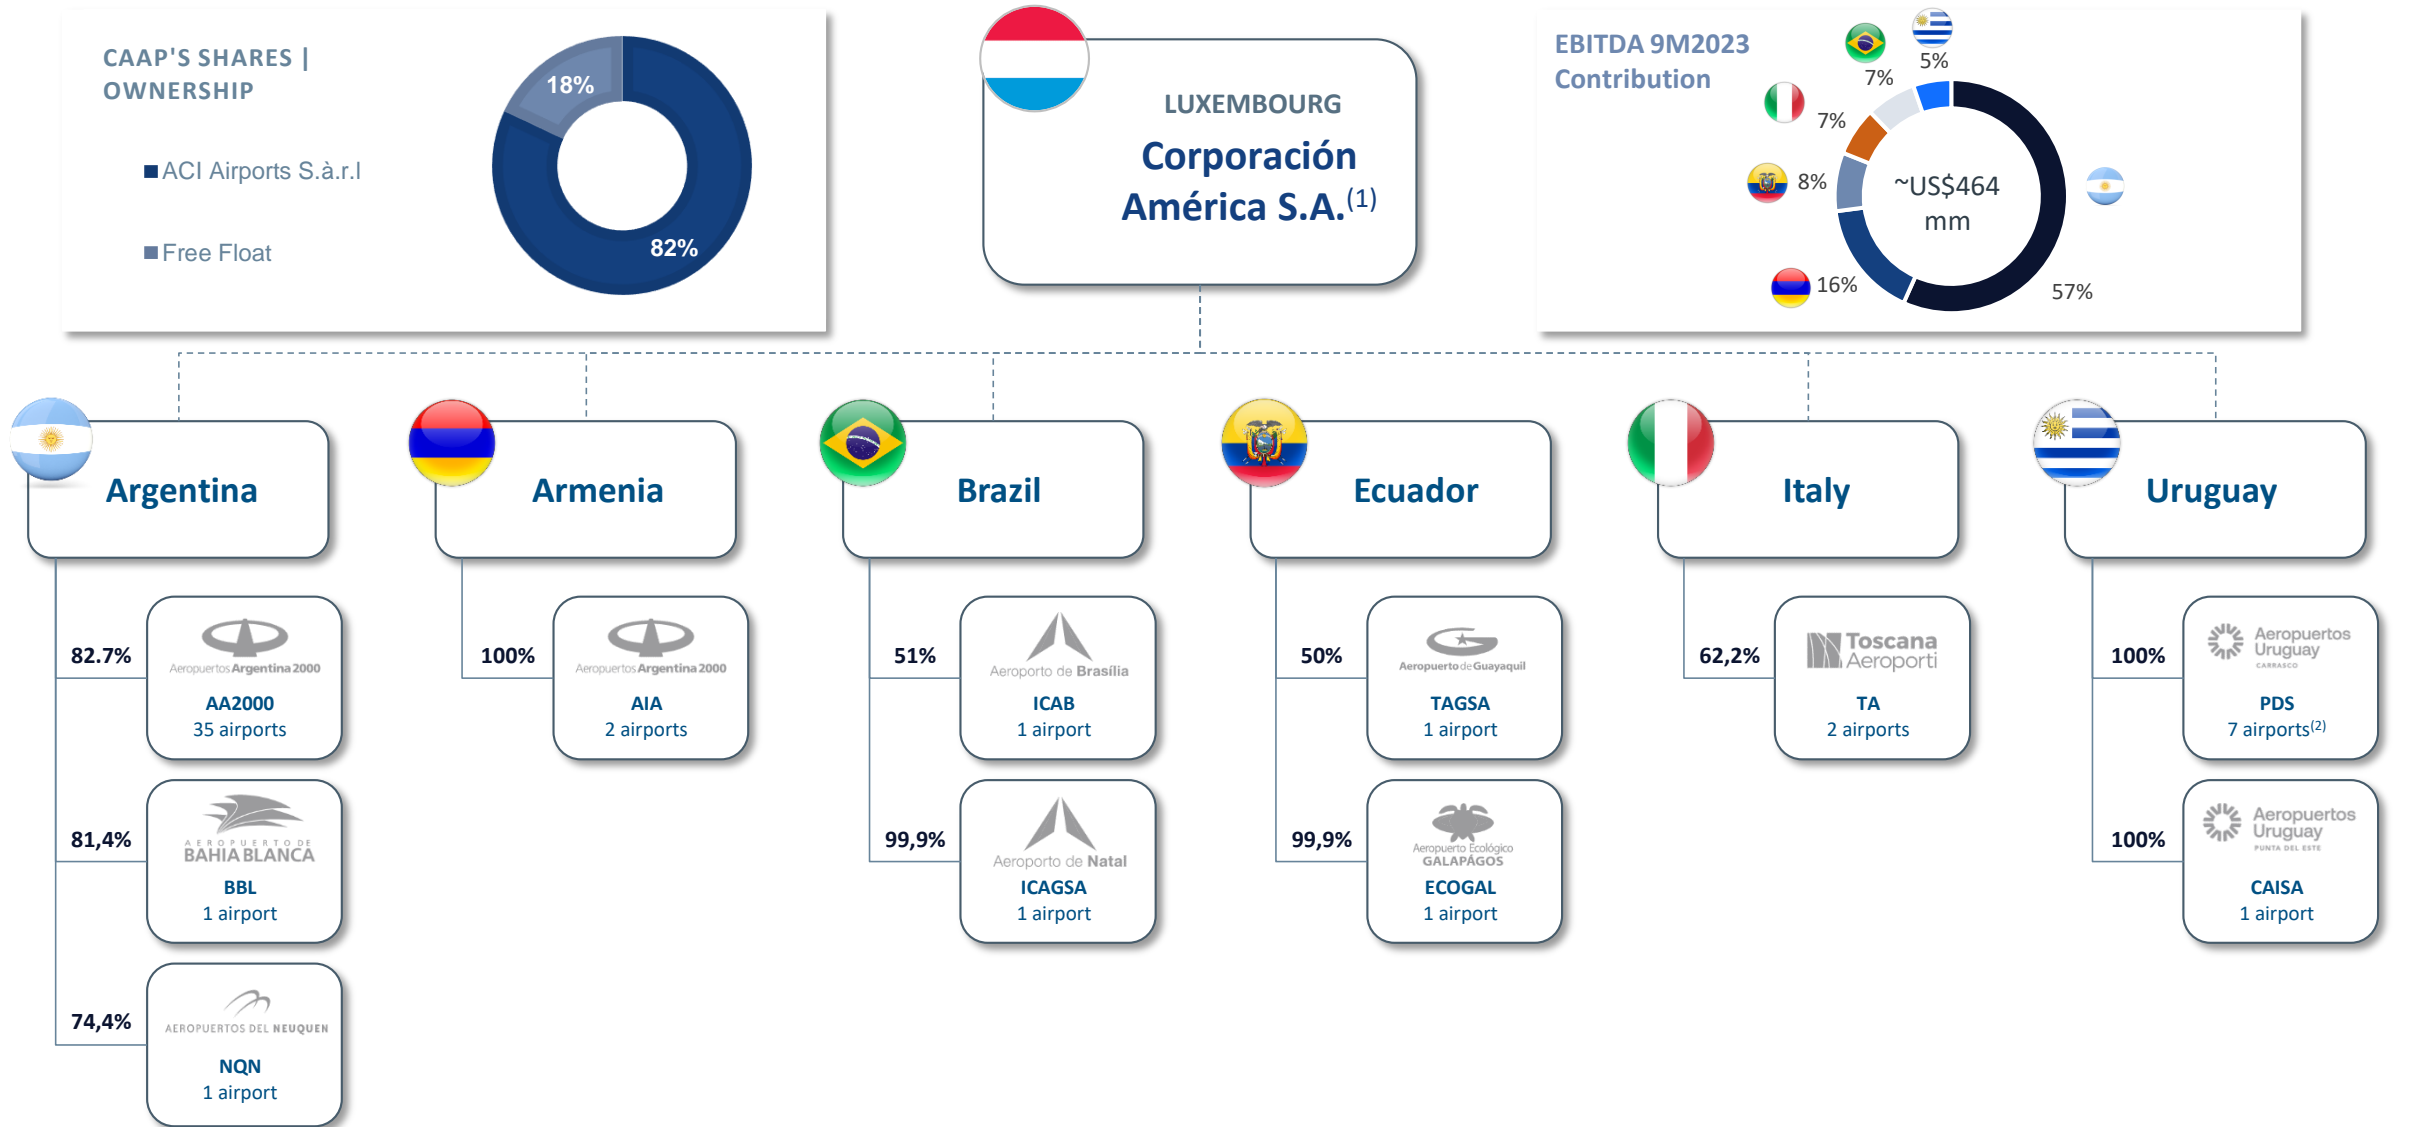 CAAP'S SHARES |
OWNERSHIP
ACI Airports S.à.r.l
Free Float
18%
82%
LUXEMBOURG
Corporación
América S.A.(1)
EBITDA 9M2023
Contribution
5%
7%
7%
8%
16%
57%
~US$464
mm
Argentina
Armenia
Brazil
Ecuador
Italy
Uruguay
82.7%
Aeropuertos Argentina 2000
AA2000
35 airports
81,4%
AEROPUERTO DE
BAHIA BLANCA
BBL
1 airport
74,4%
AEROPUERTOS DEL NEUQUEN
NQN
1 airport
100%
Aeropuertos Argentina 2000
AIA
2 airports
51%
Aeroporto de Brasília
ICAB
1 airport
99,9%
Aeroporto de Natal
ICAGSA
1 airport
50%
Aeropuerto de Guayaquil
TAGSA
1 airport
99,9%
Aeropuerto Ecológico
GALAPÁGOS
ECOGAL
1 airport
62,2%
Toscana
Aeroporti
TA
2 airports
100%
Aeropuertos
Uruguay
CARRASCO
PDS
7 airports(2)
100%
Aeropuertos
Uruguay
PUNTA DEL ESTE
CAISA
1 airport